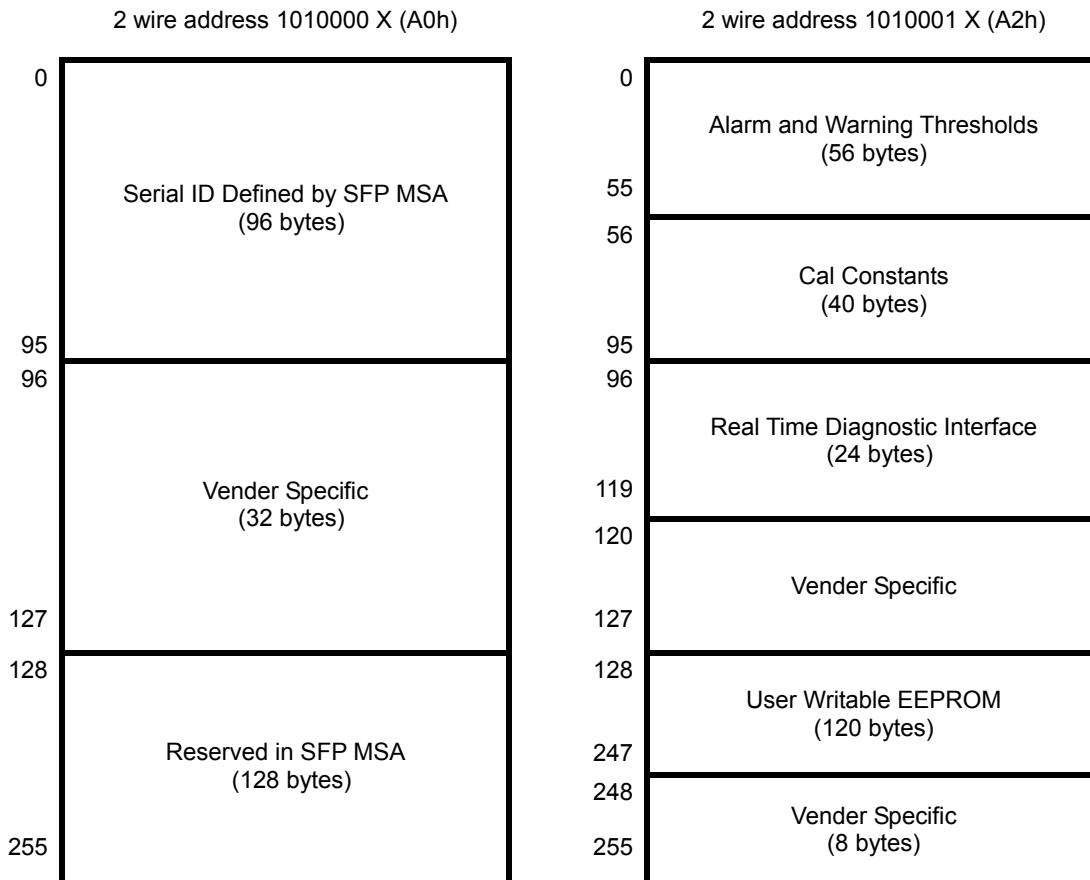 2 wire address 1010000 X (A0h)
0
Serial ID Defined by SFP MSA
(96 bytes)
95
96
Vender Specific
(32 bytes)
127
128
Reserved in SFP MSA
(128 bytes)
255
2 wire address 1010001 X (A2h)
0
Alarm and Warning Thresholds
(56 bytes)
55
56
Cal Constants
(40 bytes)
95
96
Real Time Diagnostic Interface
(24 bytes)
119
120
Vender Specific
127
128
User Writable EEPROM
(120 bytes)
247
248
Vender Specific
(8 bytes)
255